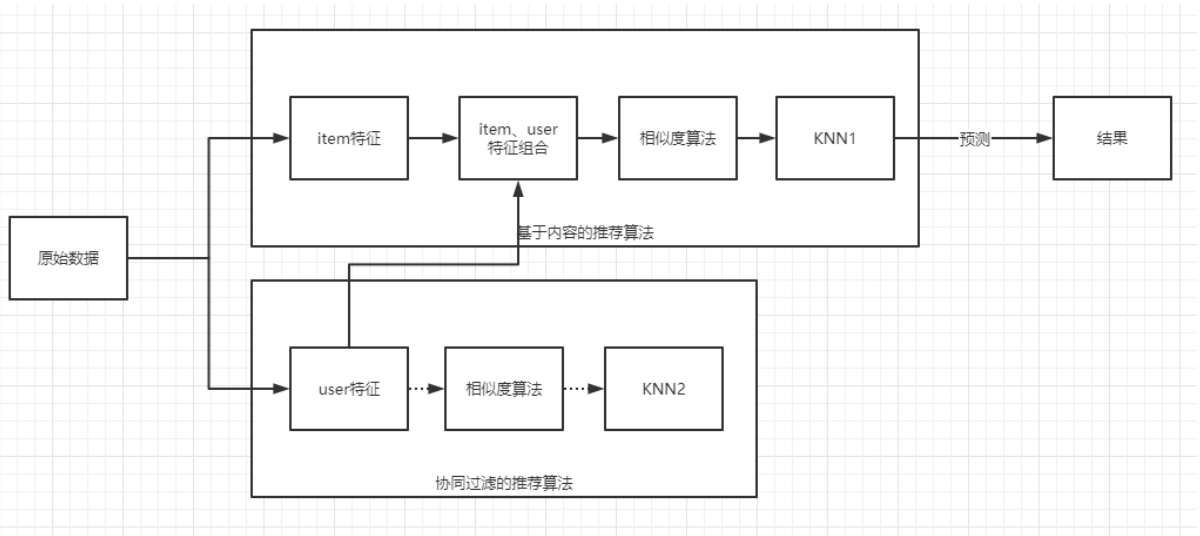 item特征
item、user
特征组合
相似度算法
KNN1
预测
结果
基于内容的推荐算法
原始数据
user特征
相似度算法
KNN2
协同过滤的推荐算法